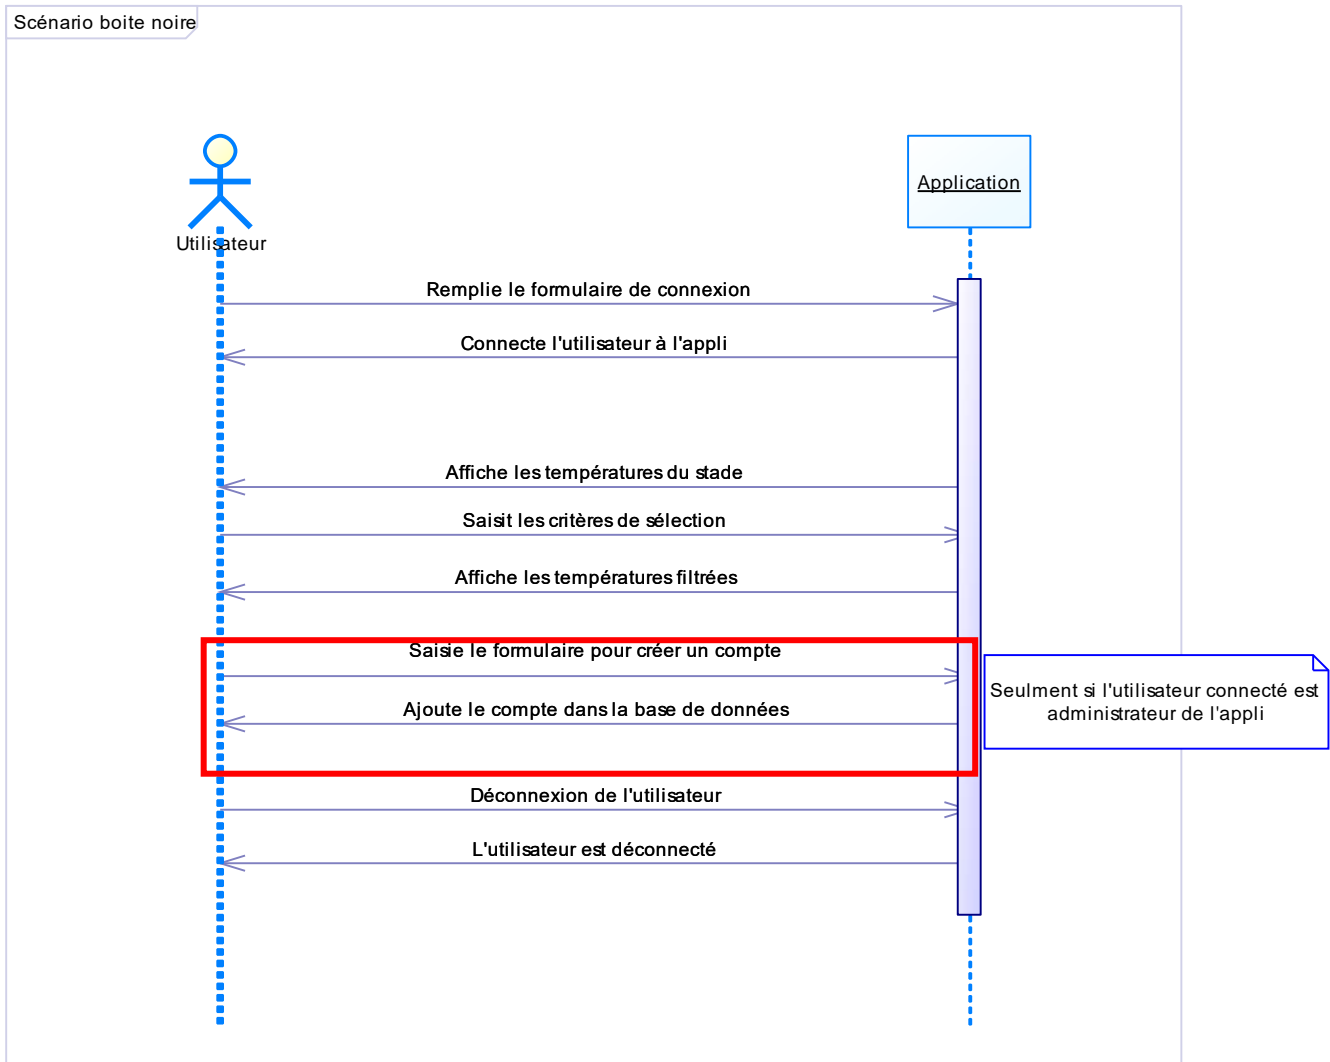 Scénario boite noire
Application
Utilisateur
Remplie le formulaire de connexion
Connecte l'utilisateur à l'appli
Affiche les températures du stade
Saisit les critères de sélection
Affiche les températures filtrées
Saisie le formulaire pour créer un compte
Seulment si l'utilisateur connecté est
administrateur de l'appli
Ajoute le compte dans la base de données
Déconnexion de l'utilisateur
L'utilisateur est déconnecté